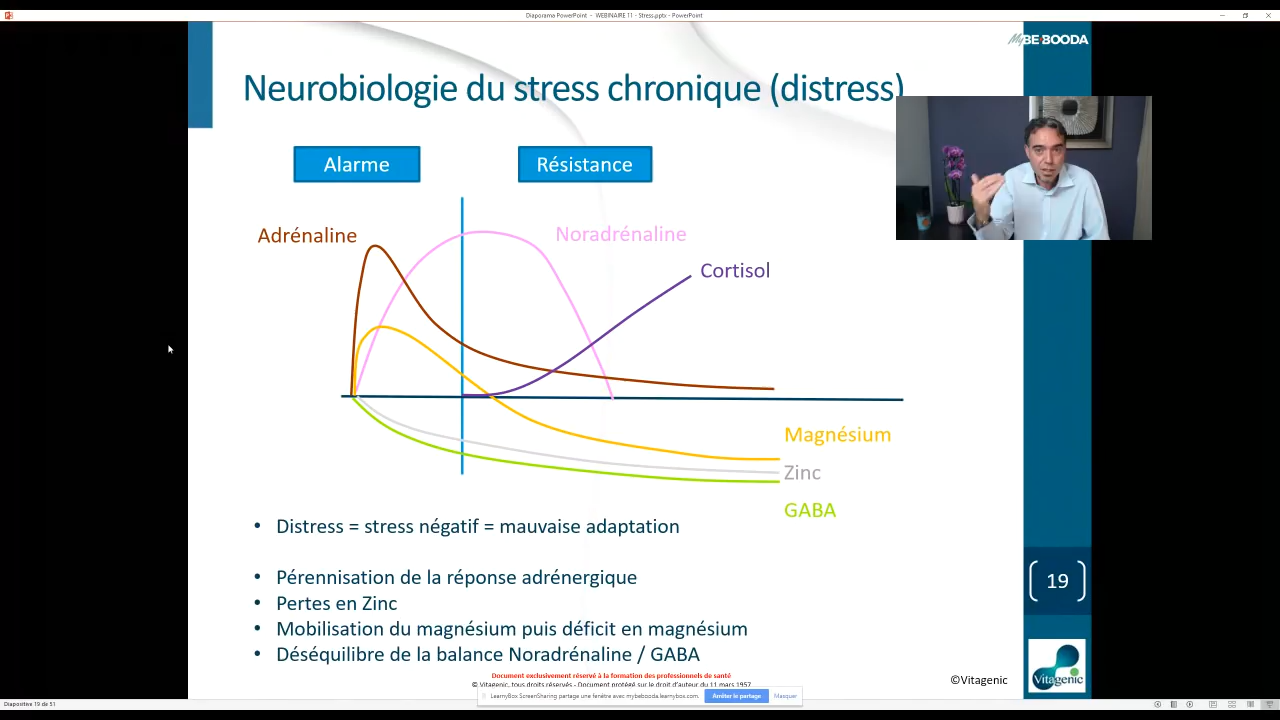 Diaporama PowerPoint - WEBINAIRE 11 - Stress.pptx - PowerPoint
MyBE-BOODA
Neurobiologie du stress chronique (distress)
Alarme
Résistance
Adrénaline
Noradrénaline
Cortisol
Magnésium
Zinc
GABA
• Distress = stress négatif = mauvaise adaptation
• Pérennisation de la réponse adrénergique
• Pertes en Zinc
• Mobilisation du magnésium puis déficit en magnésium
• Déséquilibre de la balance Noradrénaline / GABA
19
Document exclusivement réservé à la formation des professionnels de santé
© Vitagenic, tous droits réservés - Document protégé sur le droit d'auteur du 11 mars 1957
©Vitagenic
Vitagenic
LearnyBox ScreenSharing partage une fenêtre avec mybebooda.learnybox.com.
Arrêter le partage
Masquer
Diapositive 19 de 51